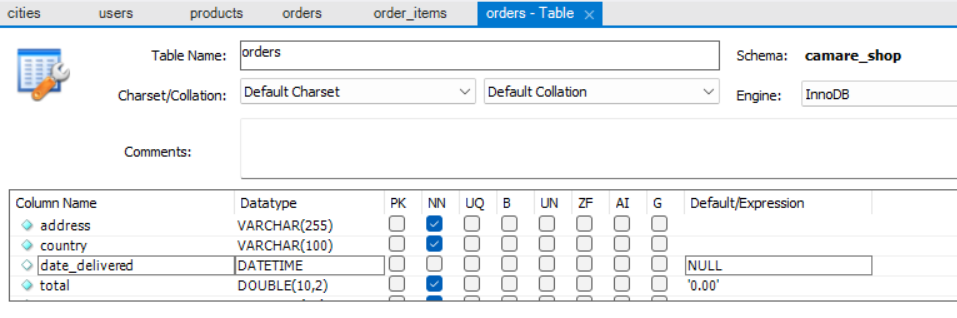 cities users products orders order_items orders - Table
Table Name: orders Schema: camare_shop
Charset/Collation: Default Charset Default Collation Engine: InnoDB
Comments:
Column Name Datatype PK NN UQ B UN ZF AI G Default/Expression
address VARCHAR(255)
country VARCHAR(100)
date_delivered DATETIME NULL
total DOUBLE(10,2) '0.00'